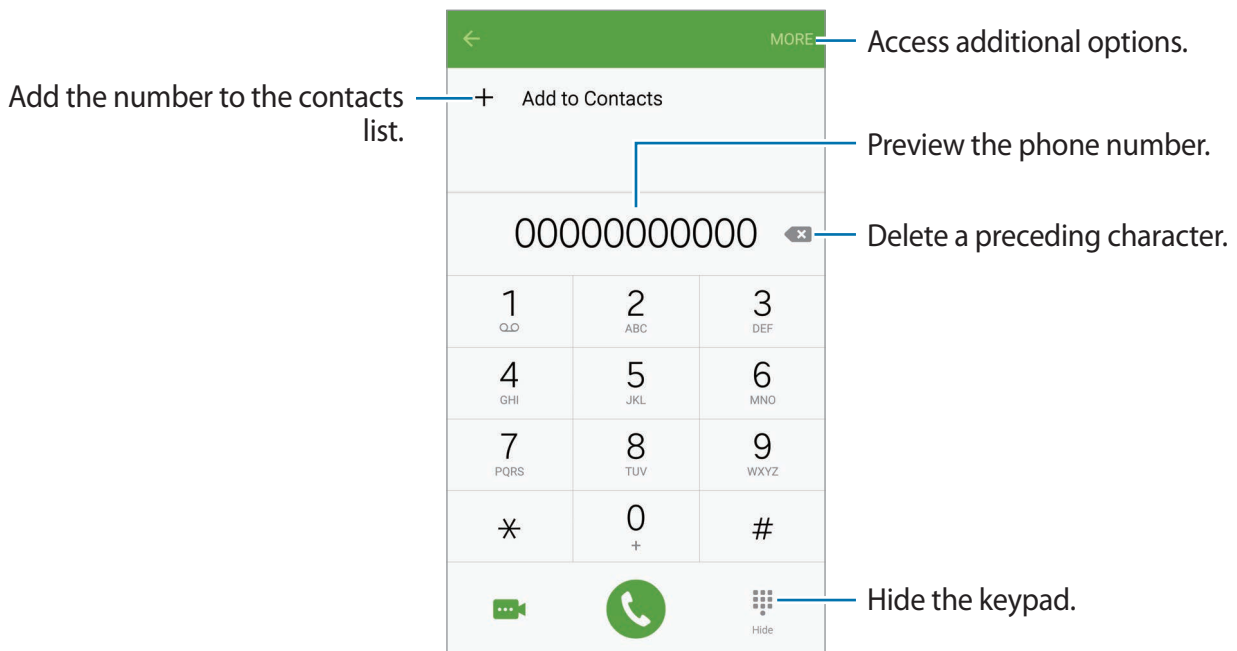 MORE
Access additional options.
Add the number to the contacts
list.
Add to Contacts
Preview the phone number.
00000000000
Delete a preceding character.
1 2 3
ABC DEF
4 5 6
GHI JKL MNO
7 8 9
PQRS TUV WXYZ
* 0 #
+
Hide the keypad.
Hide